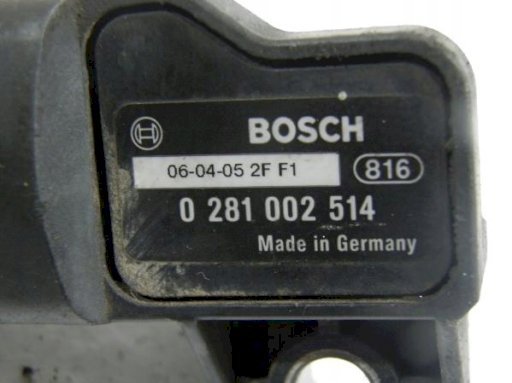 BOSCH
06-04-05 2F F1
816
0 281 002 514
Made in Germany